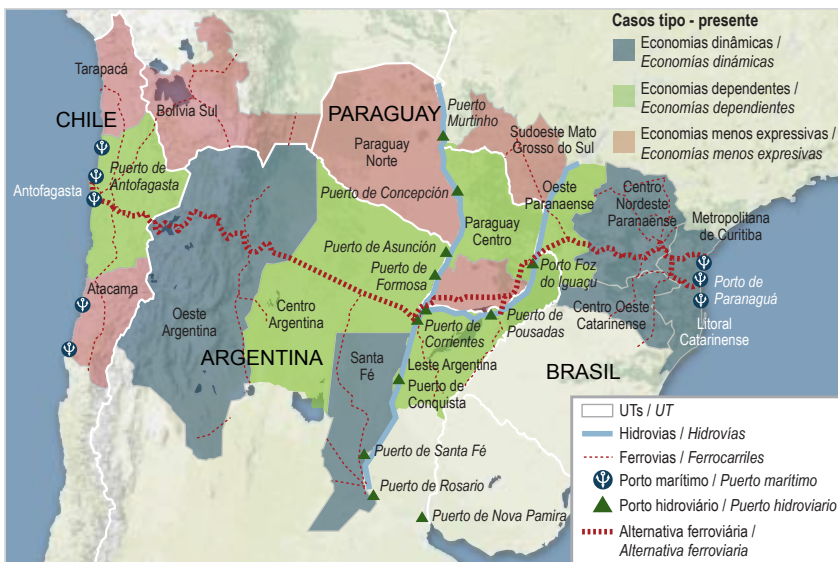 Casos tipo - presente
Economias dinâmicas /
Economías dinámicas
Economias dependentes /
Economías dependientes
Economias menos expressivas /
Economías menos expresivas
Tarapacá
CHILE
Bolívia Sul
PARAGUAY
Paraguay
Norte
Puerto
Murtinho
Sudoeste Mato
Grosso do Sul
Puerto de
Antofagasta
Antofagasta
Puerto de Concepción
Oeste
Paranaense
Centro
Nordeste
Paranaense
Metropolitana
de Curitiba
Paraguay
Centro
Puerto de Asunción
Puerto de
Formosa
Porto Foz
do Iguaçú
Porto de
Paranaguá
Atacama
Oeste
Argentina
Centro
Argentina
Puerto de
Corrientes
Puerto de
Pousadas
Centro Oeste
Catarinense
Litoral
Catarinense
ARGENTINA
Santa
Fé
Leste Argentina
Puerto de
Conquista
BRASIL
Puerto de Santa Fé
Puerto de Rosario
Puerto de Nova Pamira
UTs / UT
Hidrovias / Hidrovías
Ferrovias / Ferrocarriles
Porto marítimo / Puerto marítimo
Porto hidroviário / Puerto hidroviario
Alternativa ferroviária /
Alternativa ferroviaria